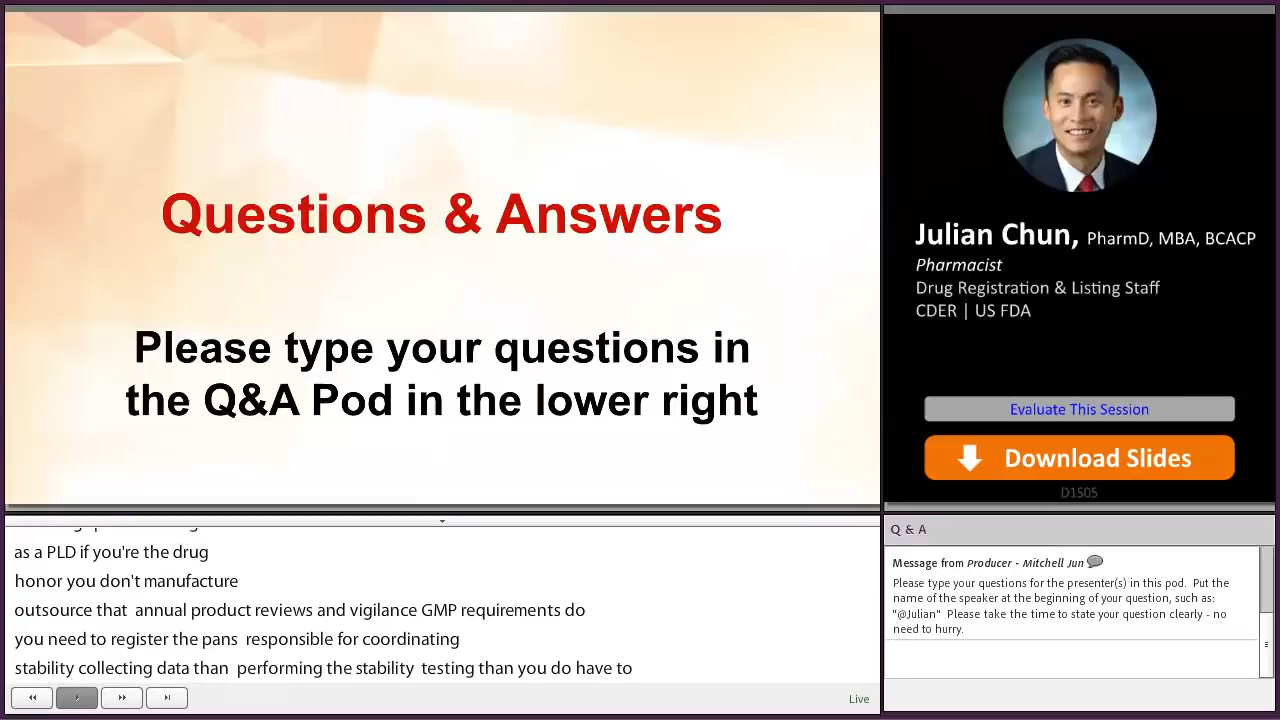 Questions & Answers
Please type your questions in
the Q&A Pod in the lower right
Julian Chun, PharmD, MBA, BCACP
Pharmacist
Drug Registration & Listing Staff
CDER | US FDA
Evaluate This Session
Download Slides
D1S05
as a PLD if you're the drug
honor you don't manufacture
outsource that annual product reviews and vigilance GMP requirements do
you need to register the pans responsible for coordinating
stability collecting data than performing the stability testing than you do have to
Live
Q & A
Message from Producer - Mitchell Jun
Please type your questions for the presenter(s) in this pod. Put the
name of the speaker at the beginning of your question, such as:
"@Julian" Please take the time to state your question clearly - no
need to hurry.